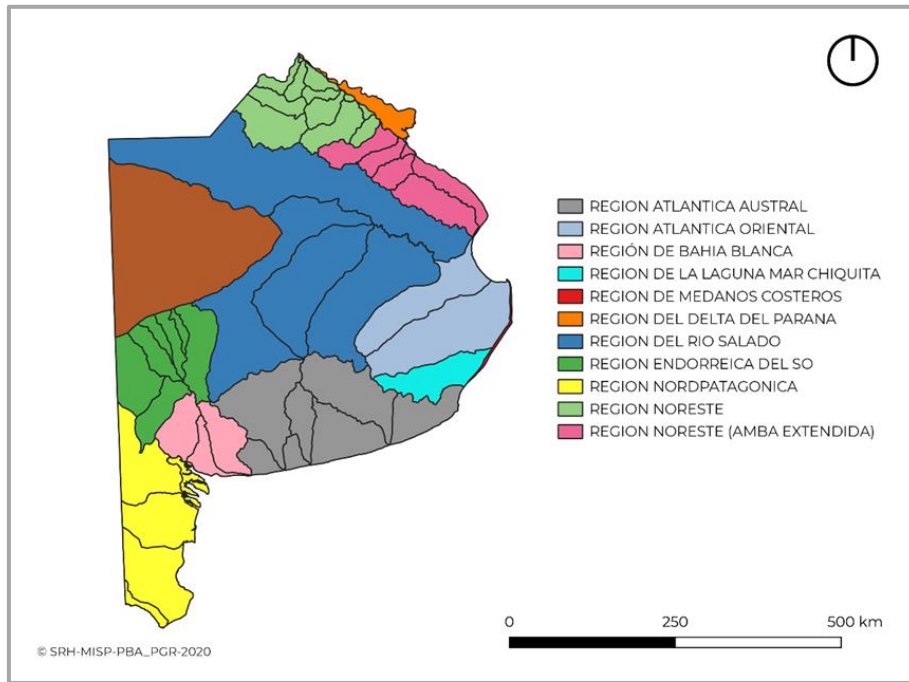 REGION ATLANTICA AUSTRAL
REGION ATLANTICA ORIENTAL
REGIÓN DE BAHIA BLANCA
REGION DE LA LAGUNA MAR CHIQUITA
REGION DE MEDANOS COSTEROS
REGION DEL DELTA DEL PARANA
REGION DEL RIO SALADO
REGION ENDORREICA DEL SO
REGION NORDPATAGONICA
REGION NORESTE
REGION NORESTE (AMBA EXTENDIDA)
0 250 500 km
© SRH-MISP-PBA_PGR-2020